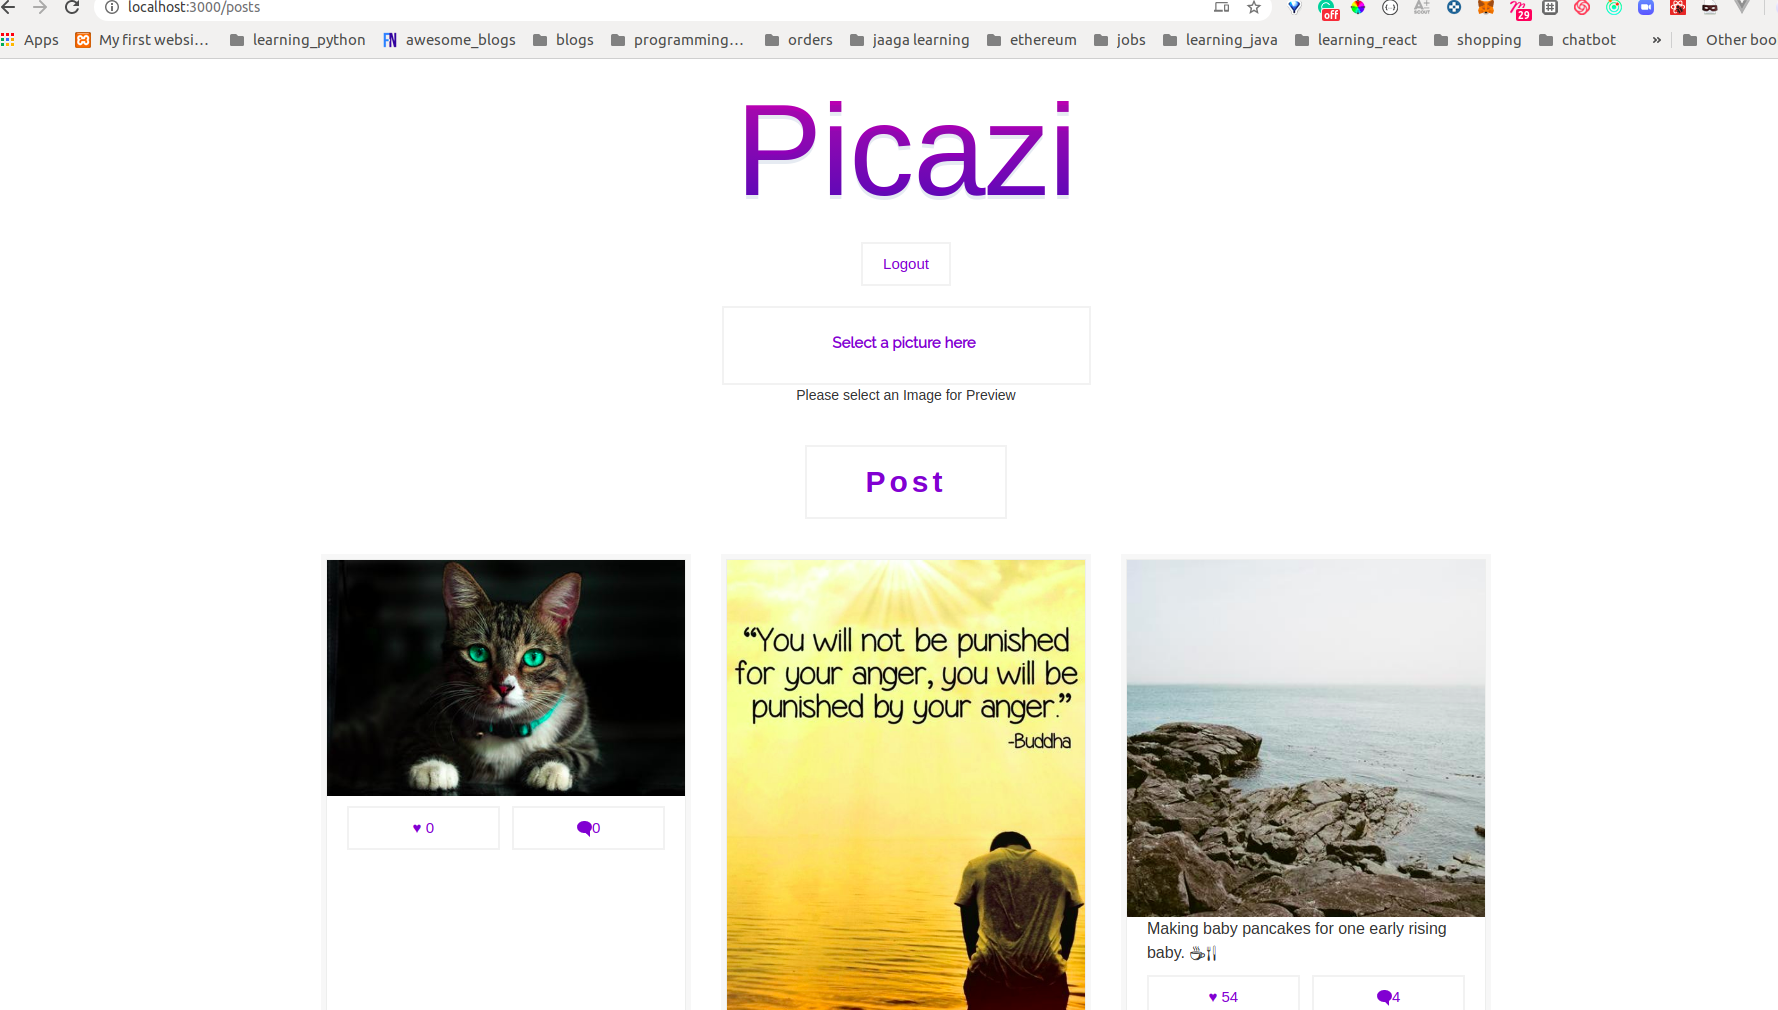 localhost:3000/posts
off
29
Apps
My first websi...
learning_python
awesome_blogs
blogs
programming...
orders
jaaga learning
ethereum
jobs
learning_java
learning_react
shopping
chatbot
»
Other boo
Picazi
Logout
Select a picture here
Please select an Image for Preview
Post
♥ 0
0
“You will not be punished
for your anger, you will be
punished by your anger.”
-Buddha
Making baby pancakes for one early rising
baby. ☕🍴
♥ 54
4